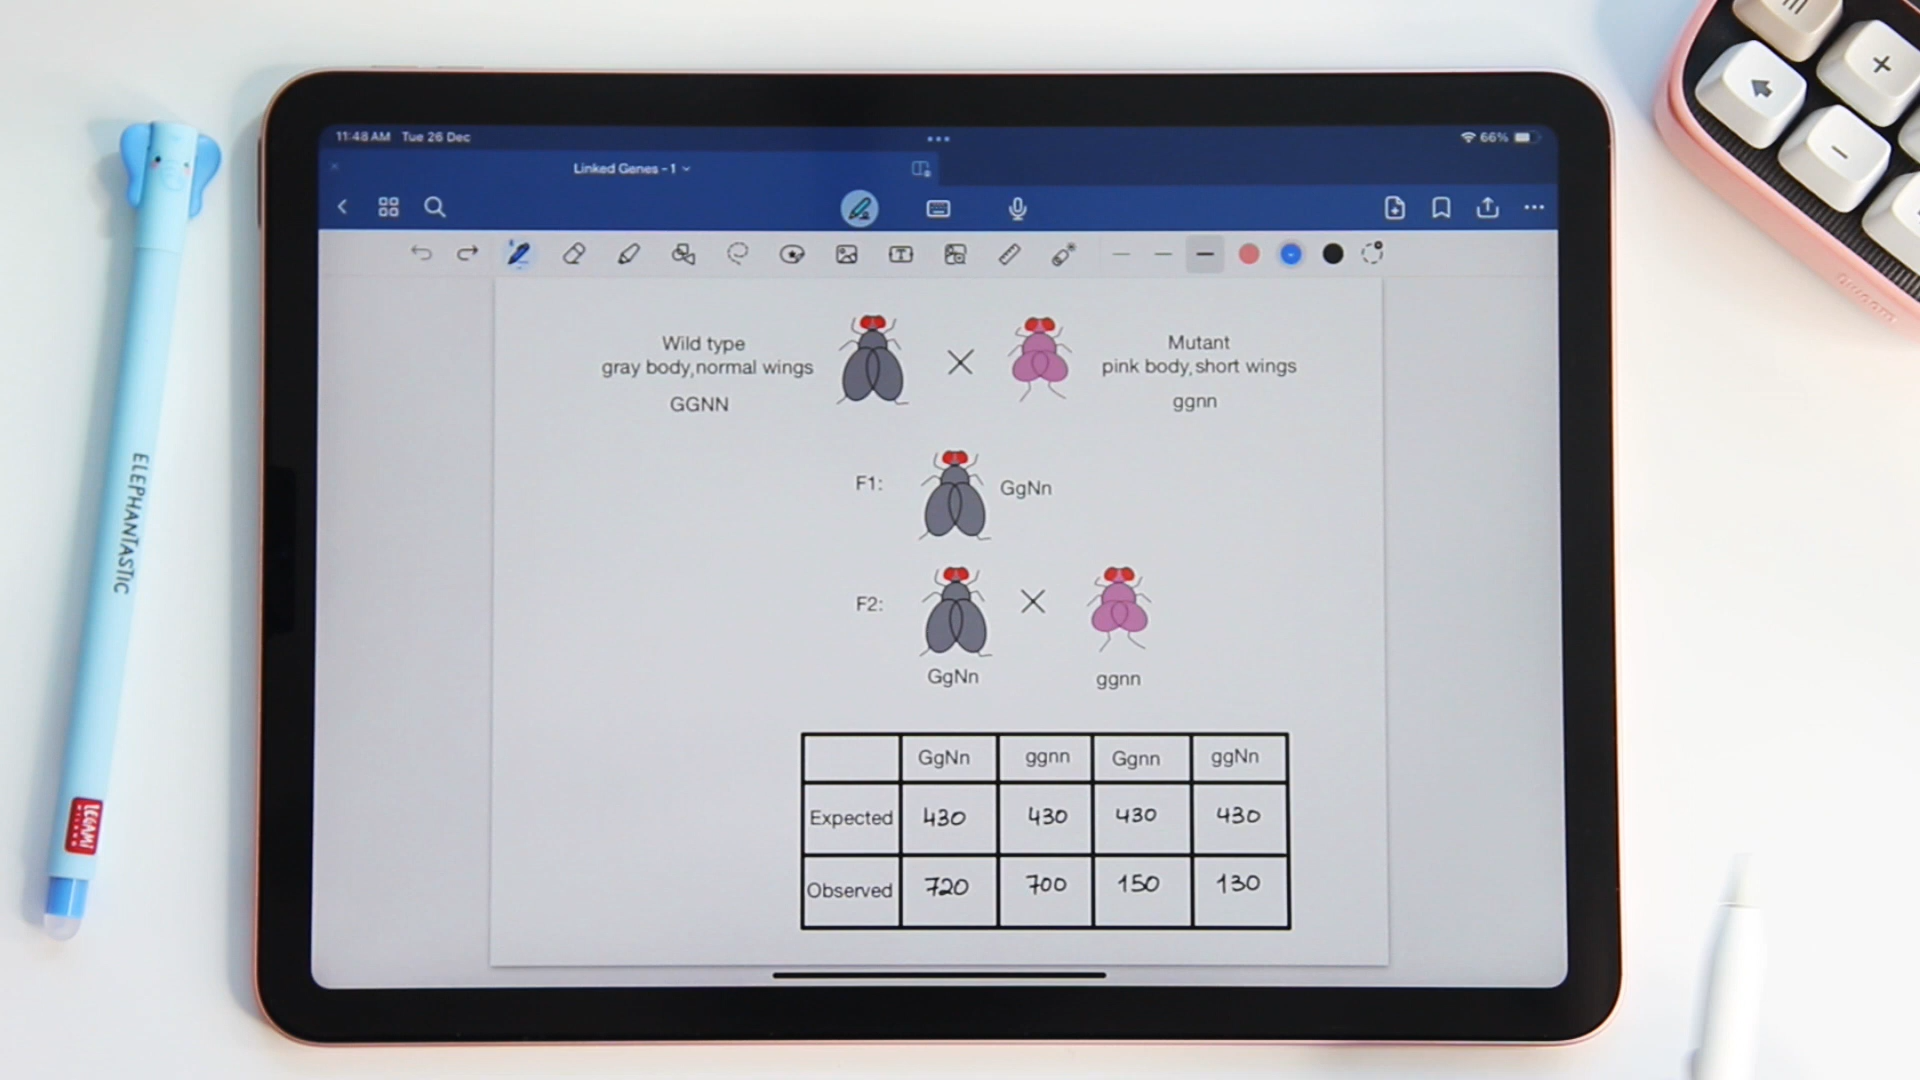 11:48 AM Tue 26 Dec
66%
Linked Genes - 1
Wild type
gray body, normal wings
GGNN
Mutant
pink body, short wings
ggnn
F1:
GgNn
F2:
GgNn
ggnn
GgNn ggnn Ggnn ggNn
Expected 430 430 430 430
Observed 720 700 150 130
ELEPHANTASTIC
LEGAMI
MILANO
divoom
+
-